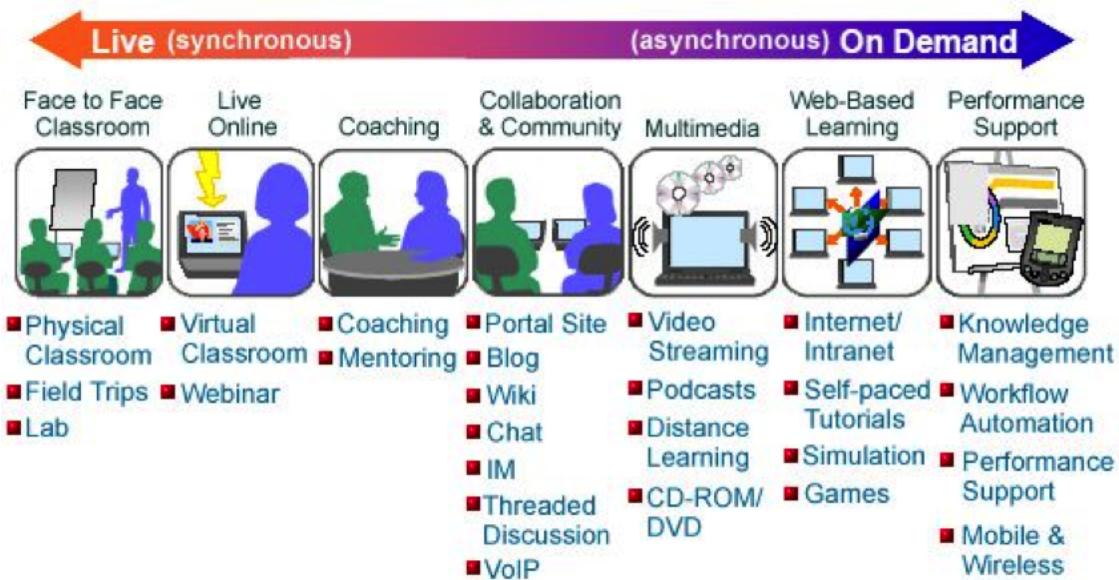 Live (synchronous)
(asynchronous) On Demand
Face to Face
Classroom
Physical
Classroom
Field Trips
Lab
Live
Online
Virtual
Classroom
Webinar
Coaching
Coaching
Mentoring
Collaboration
& Community
Portal Site
Blog
Wiki
Chat
IM
Threaded
Discussion
VoIP
Multimedia
Video
Streaming
Podcasts
Distance
Learning
CD-ROM/
DVD
Web-Based
Learning
Internet/
Intranet
Self-paced
Tutorials
Simulation
Games
Performance
Support
Knowledge
Management
Workflow
Automation
Performance
Support
Mobile &
Wireless